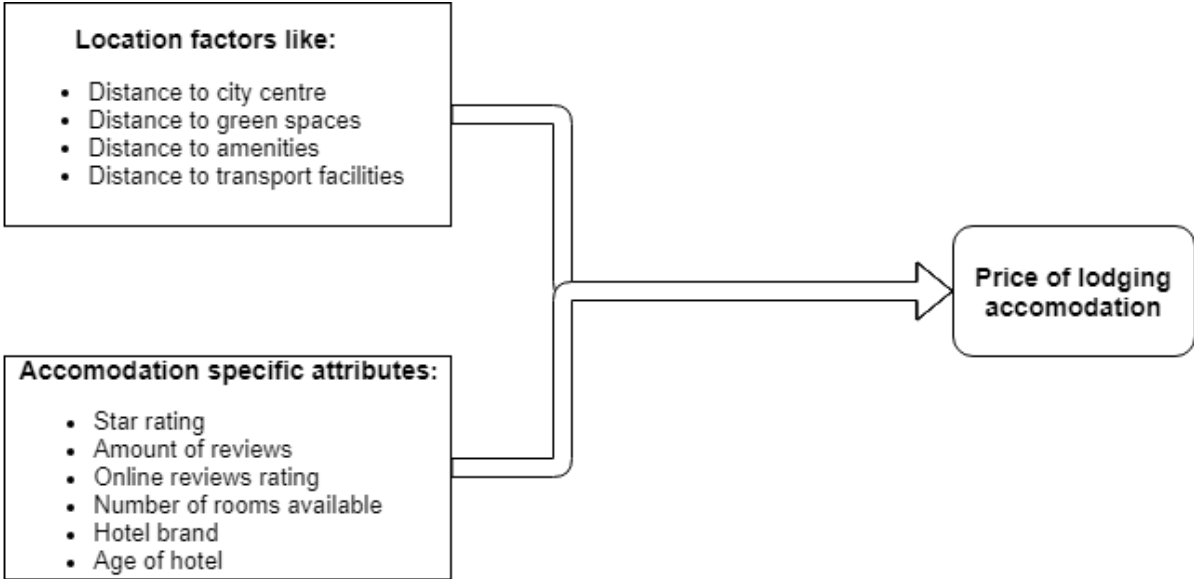 Location factors like:
• Distance to city centre
• Distance to green spaces
• Distance to amenities
• Distance to transport facilities
Price of lodging
accomodation
Accomodation specific attributes:
• Star rating
• Amount of reviews
• Online reviews rating
• Number of rooms available
• Hotel brand
• Age of hotel